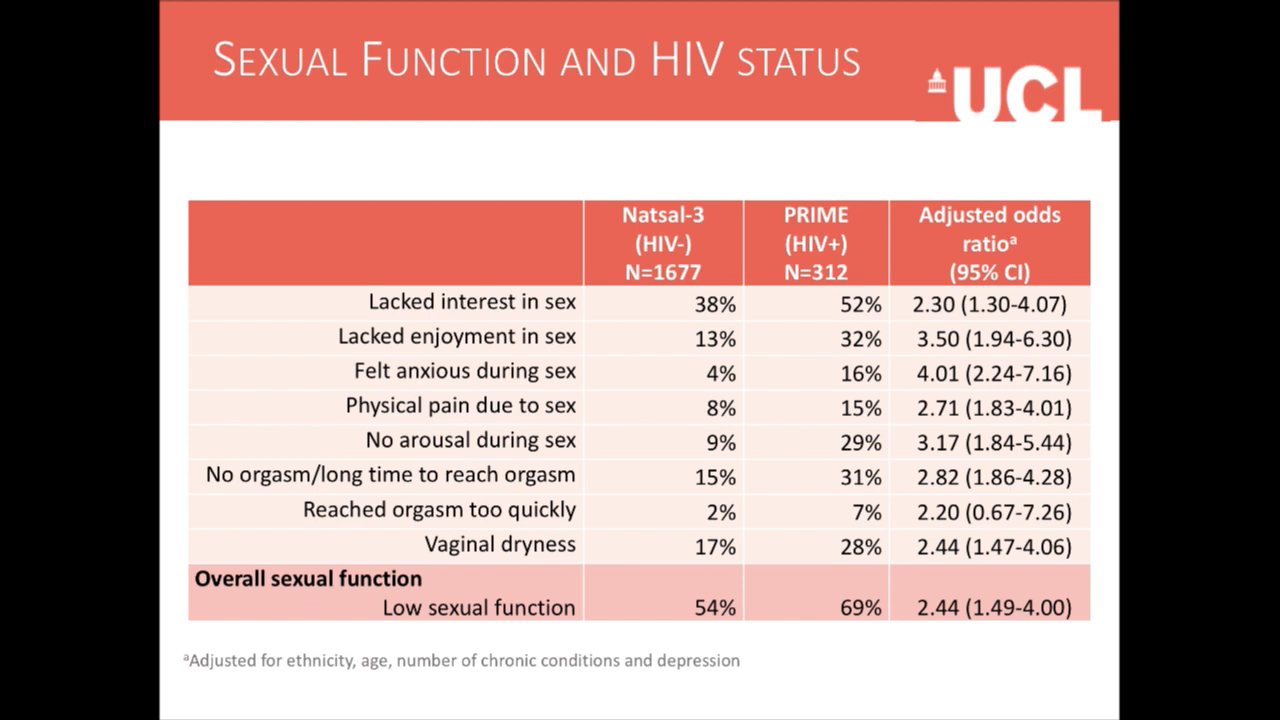 SEXUAL FUNCTION AND HIV STATUS
UCL
Natsal-3 (HIV-) N=1677 PRIME (HIV+) N=312 Adjusted odds ratioᵃ (95% CI)
Lacked interest in sex 38% 52% 2.30 (1.30-4.07)
Lacked enjoyment in sex 13% 32% 3.50 (1.94-6.30)
Felt anxious during sex 4% 16% 4.01 (2.24-7.16)
Physical pain due to sex 8% 15% 2.71 (1.83-4.01)
No arousal during sex 9% 29% 3.17 (1.84-5.44)
No orgasm/long time to reach orgasm 15% 31% 2.82 (1.86-4.28)
Reached orgasm too quickly 2% 7% 2.20 (0.67-7.26)
Vaginal dryness 17% 28% 2.44 (1.47-4.06)
Overall sexual function
Low sexual function 54% 69% 2.44 (1.49-4.00)
ᵃAdjusted for ethnicity, age, number of chronic conditions and depression